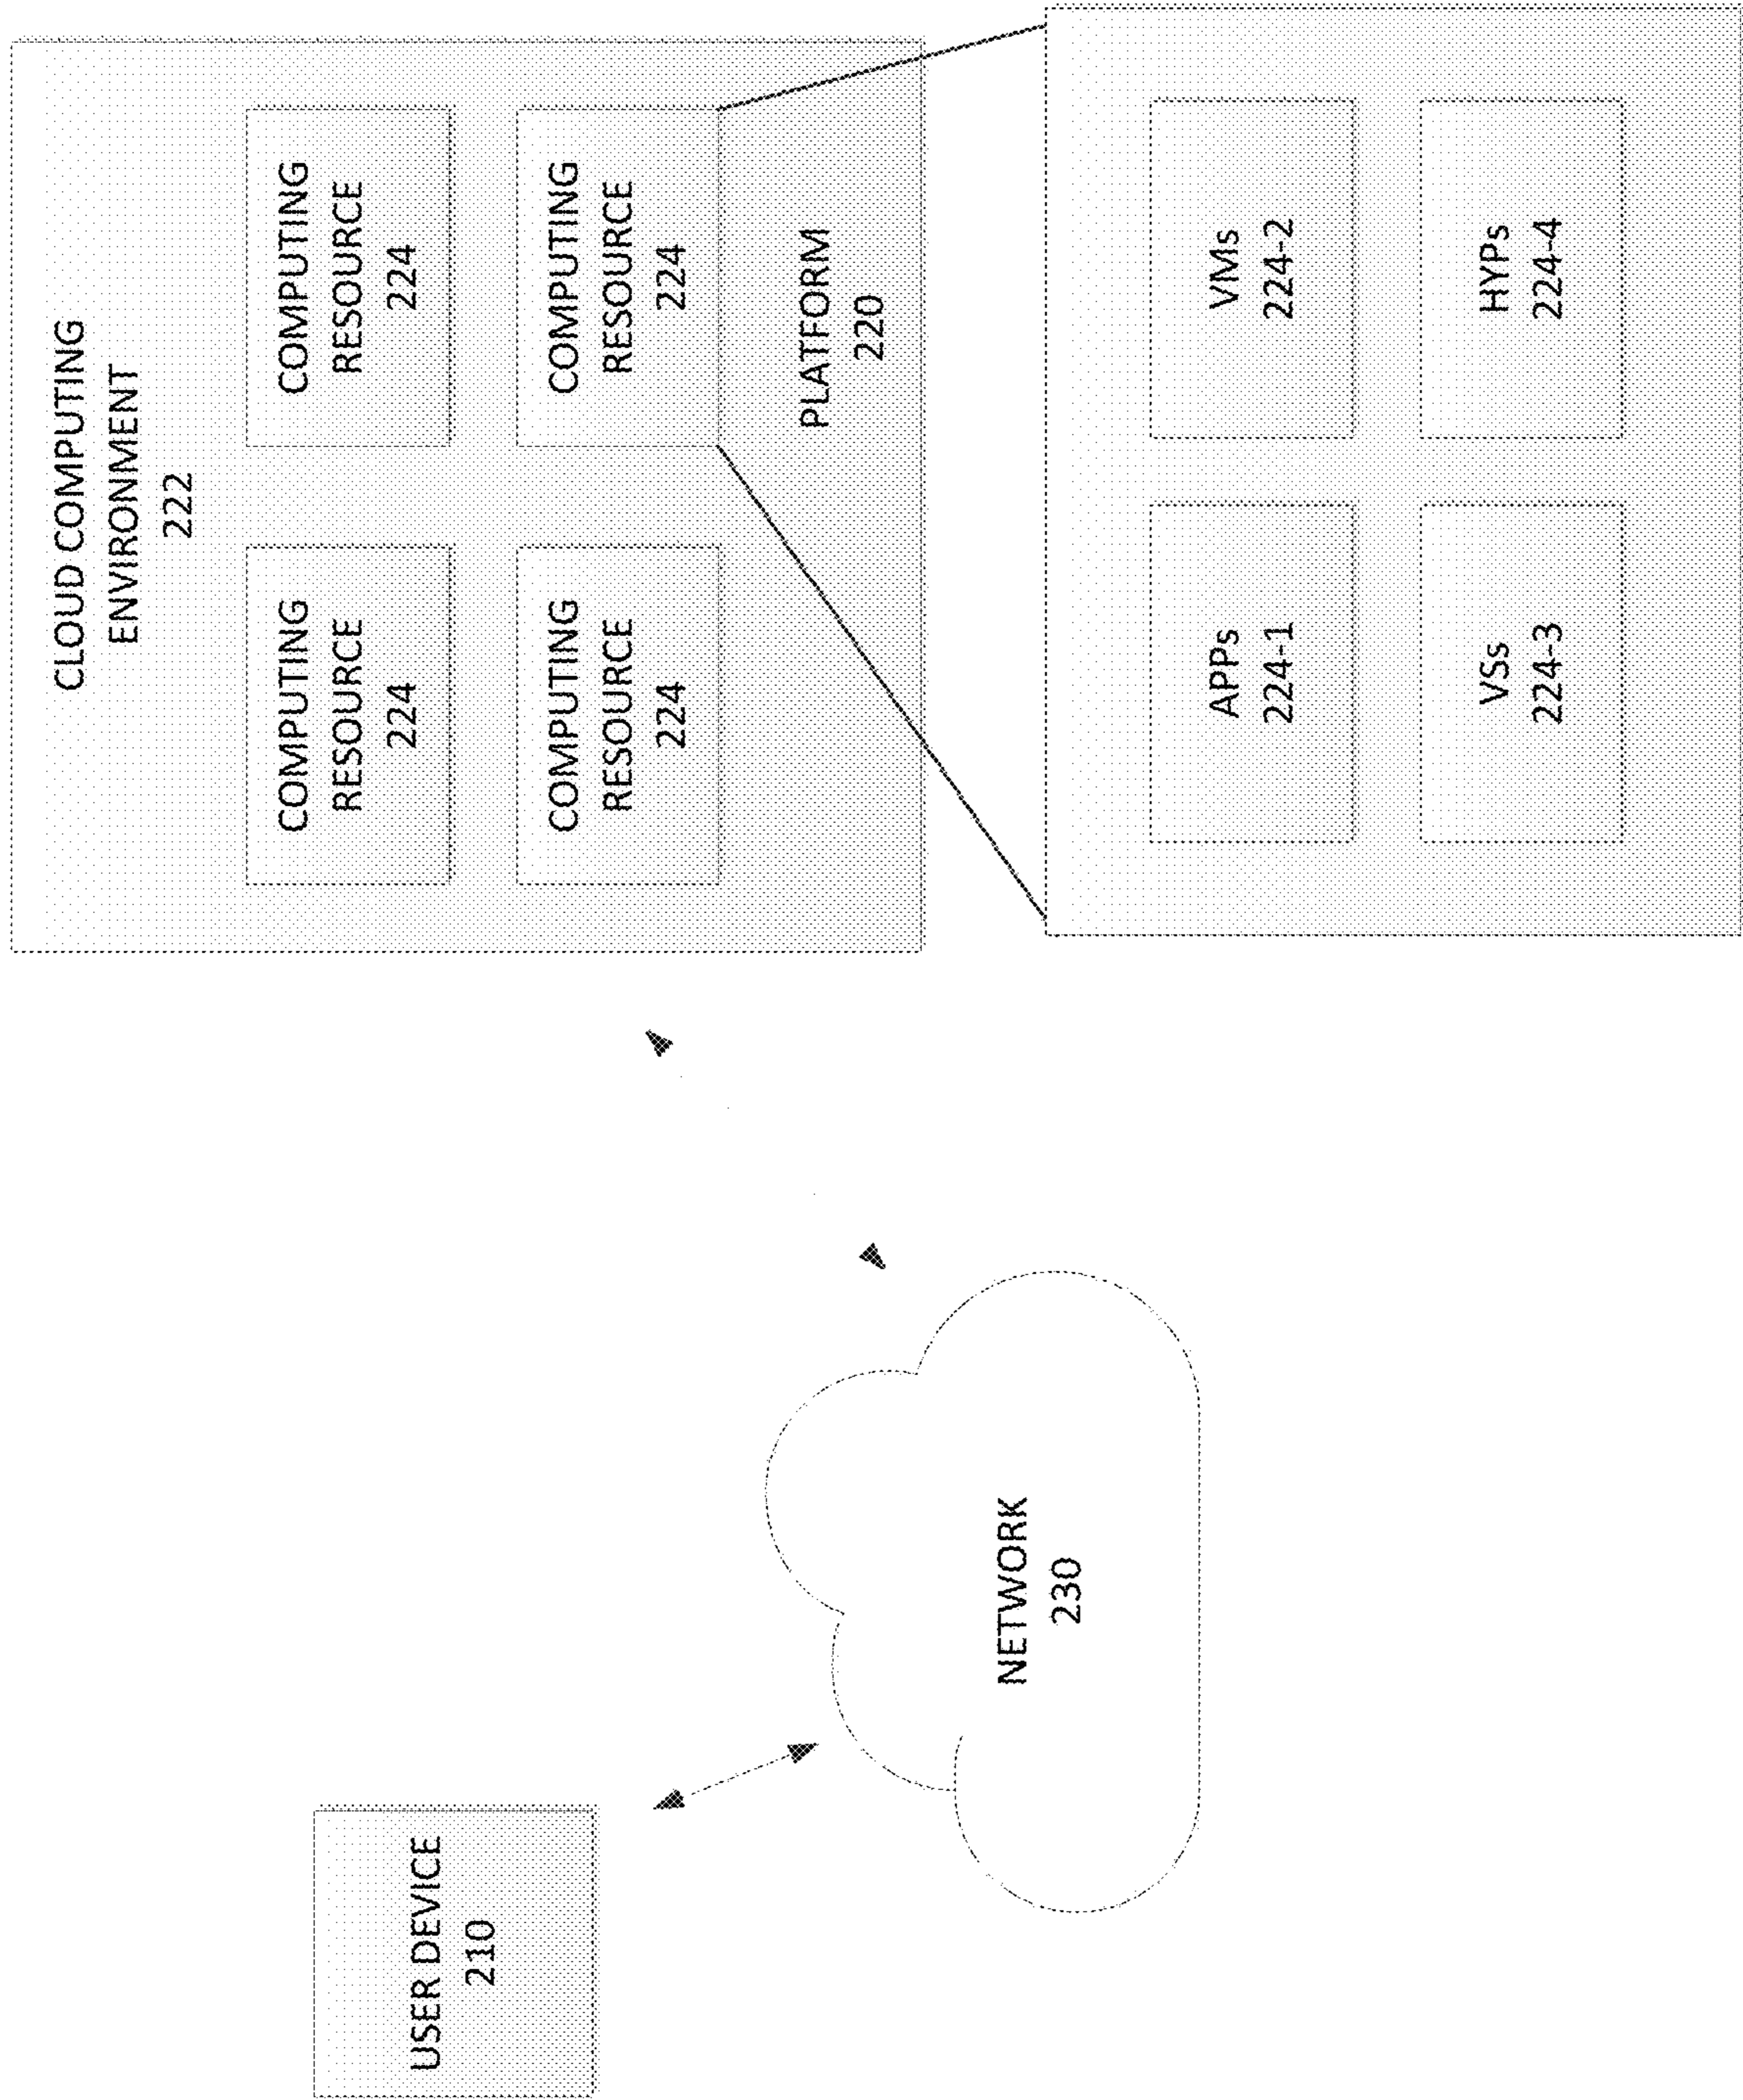 CLOUD COMPUTING
ENVIRONMENT
222
COMPUTING
RESOURCE
224
COMPUTING
RESOURCE
224
COMPUTING
RESOURCE
224
COMPUTING
RESOURCE
224
PLATFORM
220
USER DEVICE
210
NETWORK
230
APPs
224-1
VMs
224-2
VSs
224-3
HYPs
224-4